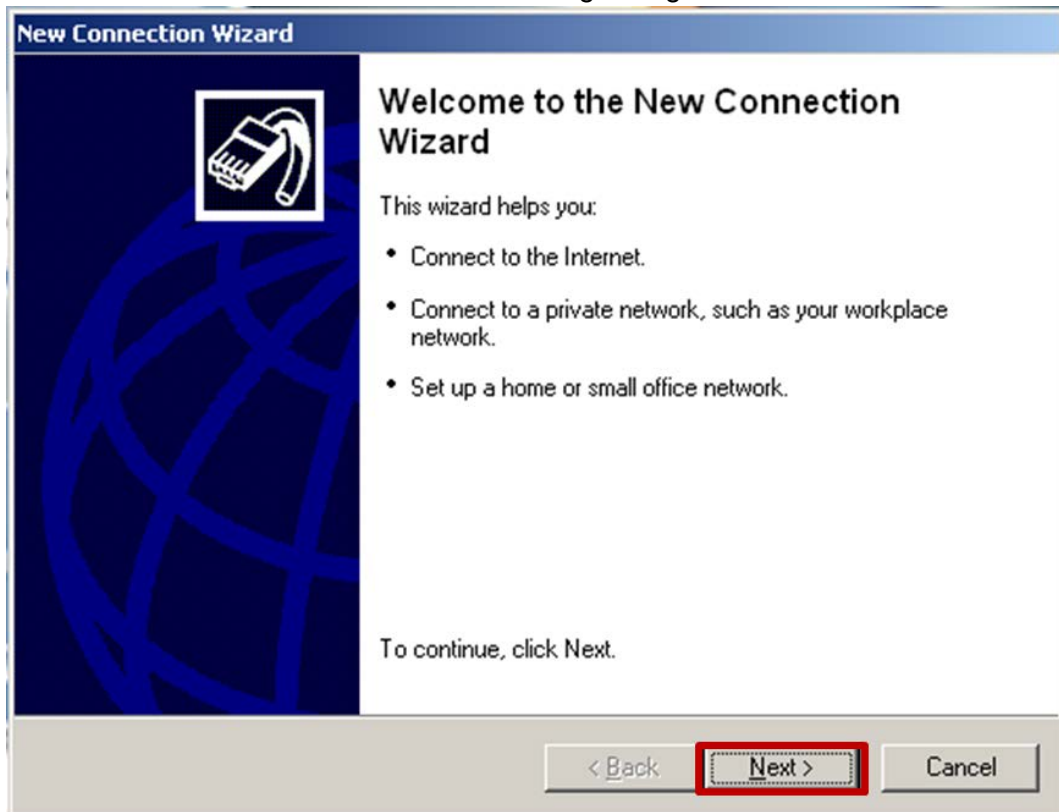 New Connection Wizard
Welcome to the New Connection
Wizard
This wizard helps you:
• Connect to the Internet.
• Connect to a private network, such as your workplace
network.
• Set up a home or small office network.
To continue, click Next.
< Back
Next >
Cancel